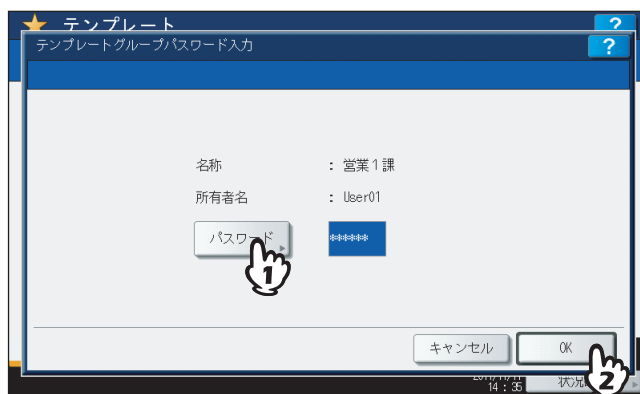 テンプレート
?
テンプレートグループパスワード入力
?
名称 : 営業1課
所有者名 : User01
パスワード ******
1
キャンセル OK
2
14:35 状況